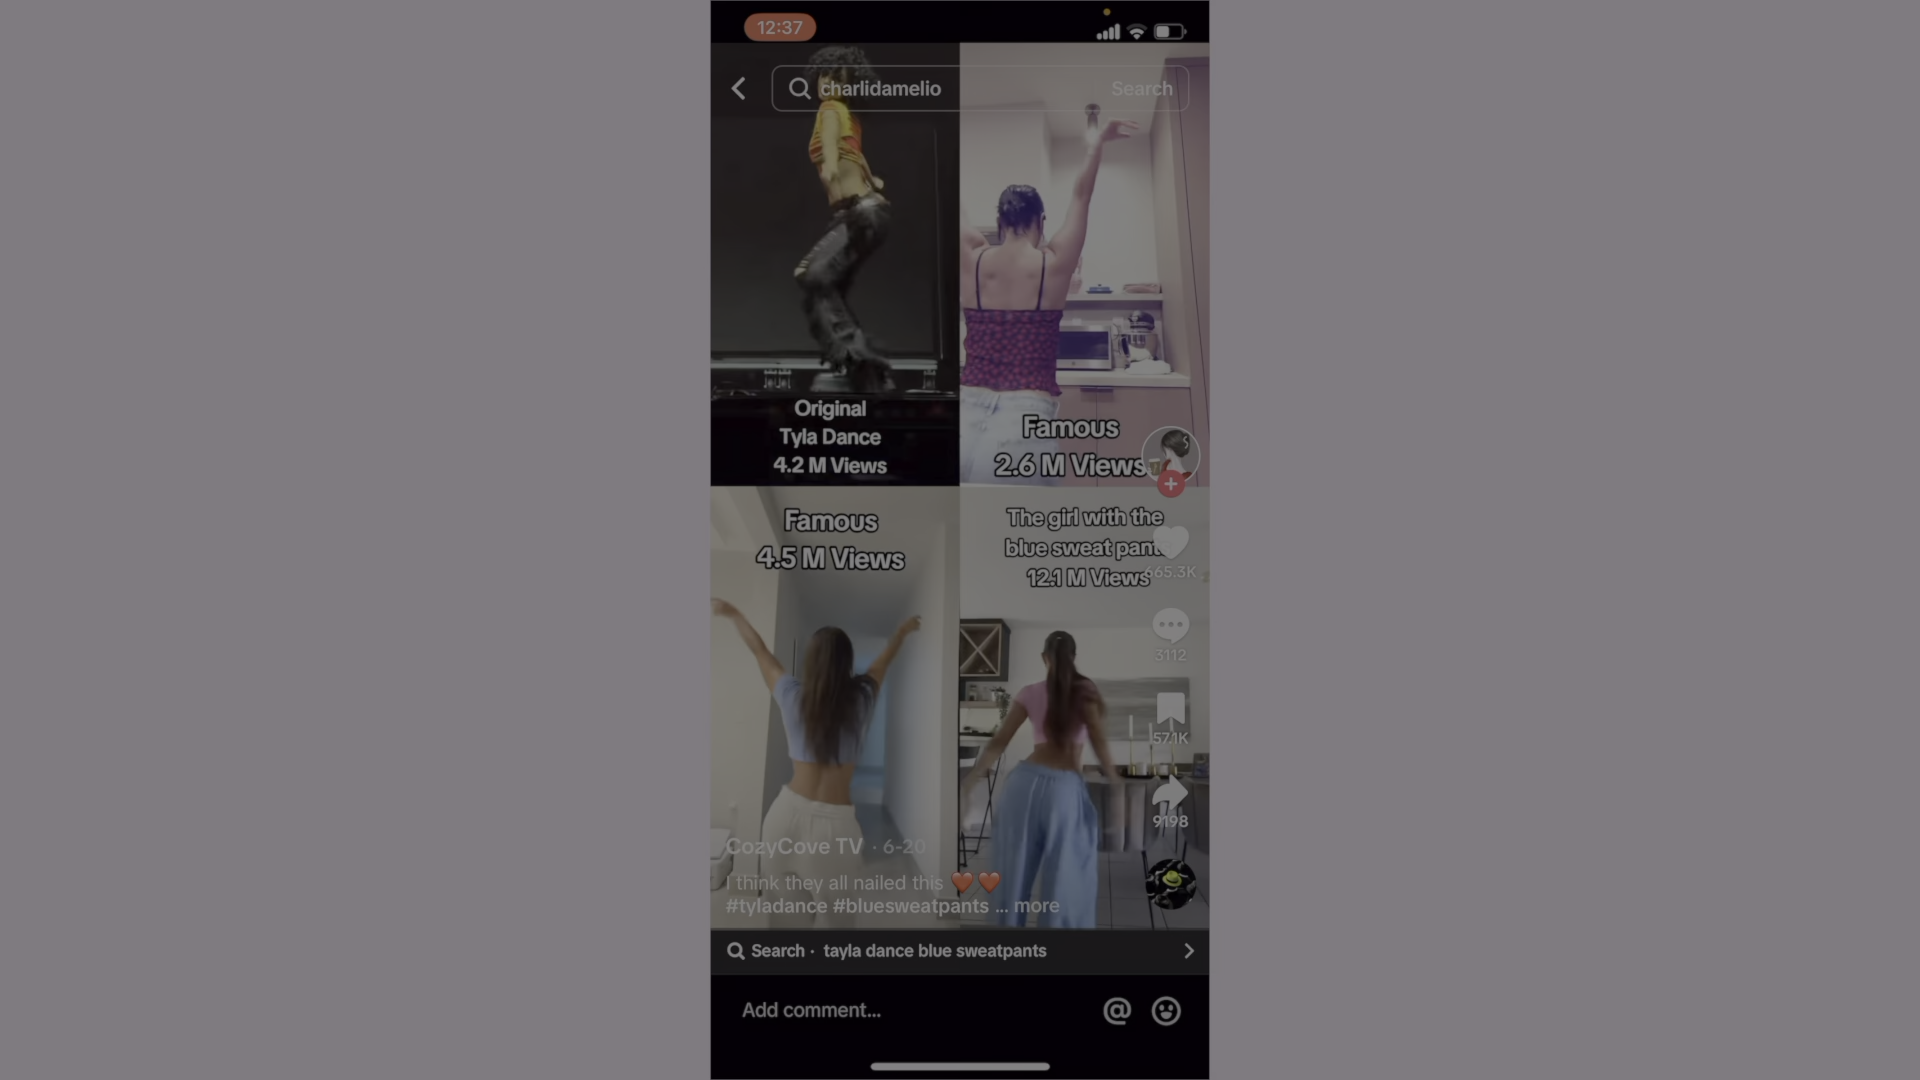 12:37
charlidamelio
Search
Original
Tyla Dance
4.2 M Views
Famous
2.6 M Views
Famous
4.5 M Views
The girl with the
blue sweat pants
12.1 M Views
665.3K
3112
57.1K
9198
CozyCove TV · 6-20
I think they all nailed this ❤️❤️
#tyladance #bluesweatpants ... more
Search · tayla dance blue sweatpants
Add comment...
@